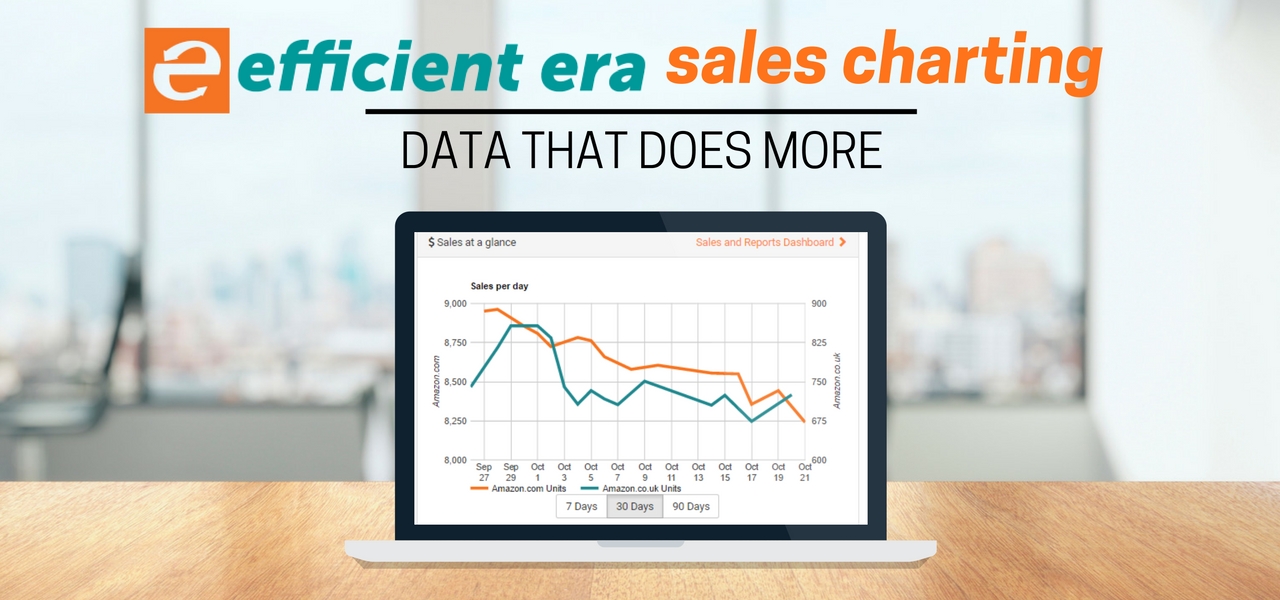 e efficient era sales charting
DATA THAT DOES MORE
$ Sales at a glance
Sales and Reports Dashboard
Sales per day
9,000
8,750
8,500
8,250
8,000
Amazon.com
900
825
750
675
600
Amazon.co.uk
Sep 27
Sep 29
Oct 1
Oct 3
Oct 5
Oct 7
Oct 9
Oct 11
Oct 13
Oct 15
Oct 17
Oct 19
Oct 21
Amazon.com Units
Amazon.co.uk Units
7 Days
30 Days
90 Days